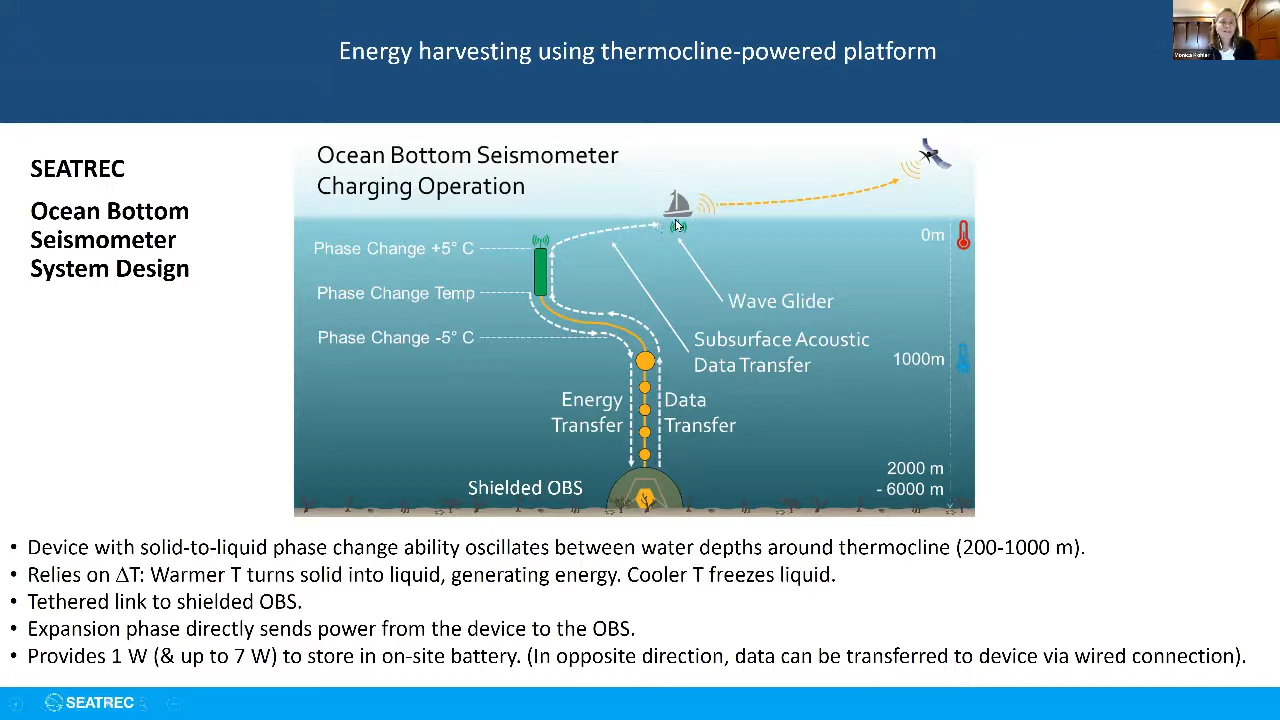 Energy harvesting using thermocline-powered platform
Monica Kohler
SEATREC
Ocean Bottom
Seismometer
System Design
Ocean Bottom Seismometer
Charging Operation
Phase Change +5° C
Phase Change Temp
Phase Change -5° C
0m
Wave Glider
Subsurface Acoustic
Data Transfer
1000m
Energy
Transfer
Data
Transfer
2000 m
- 6000 m
Shielded OBS
• Device with solid-to-liquid phase change ability oscillates between water depths around thermocline (200-1000 m).
• Relies on ΔT: Warmer T turns solid into liquid, generating energy. Cooler T freezes liquid.
• Tethered link to shielded OBS.
• Expansion phase directly sends power from the device to the OBS.
• Provides 1 W (& up to 7 W) to store in on-site battery. (In opposite direction, data can be transferred to device via wired connection).
SEATREC